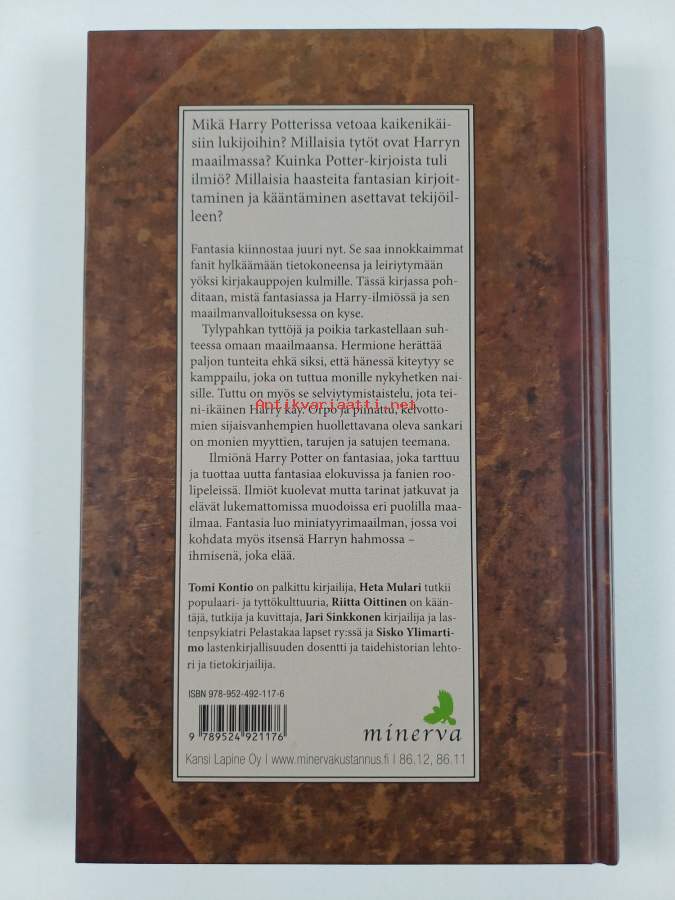 Mikä Harry Potterissa vetoaa kaikenikäi-
siin lukijoihin? Millaisia tytöt ovat Harryn
maailmassa? Kuinka Potter-kirjoista tuli
ilmiö? Millaisia haasteita fantasian kirjoit-
taminen ja kääntäminen asettavat tekijöil-
leen?
Fantasia kiinnostaa juuri nyt. Se saa innokkaimmat
fanit hylkäämään tietokoneensa ja leiriytymään
yöksi kirjakauppojen kulmille. Tässä kirjassa poh-
ditaan, mistä fantasiassa ja Harry-ilmiössä ja sen
maailmanvalloituksessa on kyse.
Tylypahkan tyttöjä ja poikia tarkastellaan suh-
teessa omaan maailmaansa. Hermione herättää
paljon tunteita ehkä siksi, että hänessä kiteytyy se
kamppailu, joka on tuttua monille nykyhetken nai-
sille. Tuttu on myös se selviytymistaistelu, jota tei-
ni-ikäinen Harry käy. Orpo ja piinattu, kelvotto-
Antikvariaatti.net
mien sijaisvanhempien huollettavana oleva sankari
on monien myyttien, tarujen ja satujen teemana.
Ilmiönä Harry Potter on fantasiaa, joka tarttuu
ja tuottaa uutta fantasiaa elokuvissa ja fanien roo-
lipeleissä. Ilmiöt kuolevat mutta tarinat jatkuvat ja
elävät lukemattomissa muodoissa eri puolilla maa-
ilmaa. Fantasia luo miniatyyrimaailman, jossa voi
kohdata myös itsensä Harryn hahmossa –
ihmisenä, joka elää.
Tomi Kontio on palkittu kirjailija, Heta Mulari tutkii
populaari- ja tyttökulttuuria, Riitta Oittinen on kään-
täjä, tutkija ja kuvittaja, Jari Sinkkonen kirjailija ja las-
tenpsykiatri Pelastakaa lapset ry:ssä ja Sisko Ylimarti-
mo lastenkirjallisuuden dosentti ja taidehistorian lehto-
ri ja tietokirjailija.
ISBN 978-952-492-117-6
9 789524 921176
minerva
Kansi Lapine Oy | www.minervakustannus.fi | 86.12, 86.11